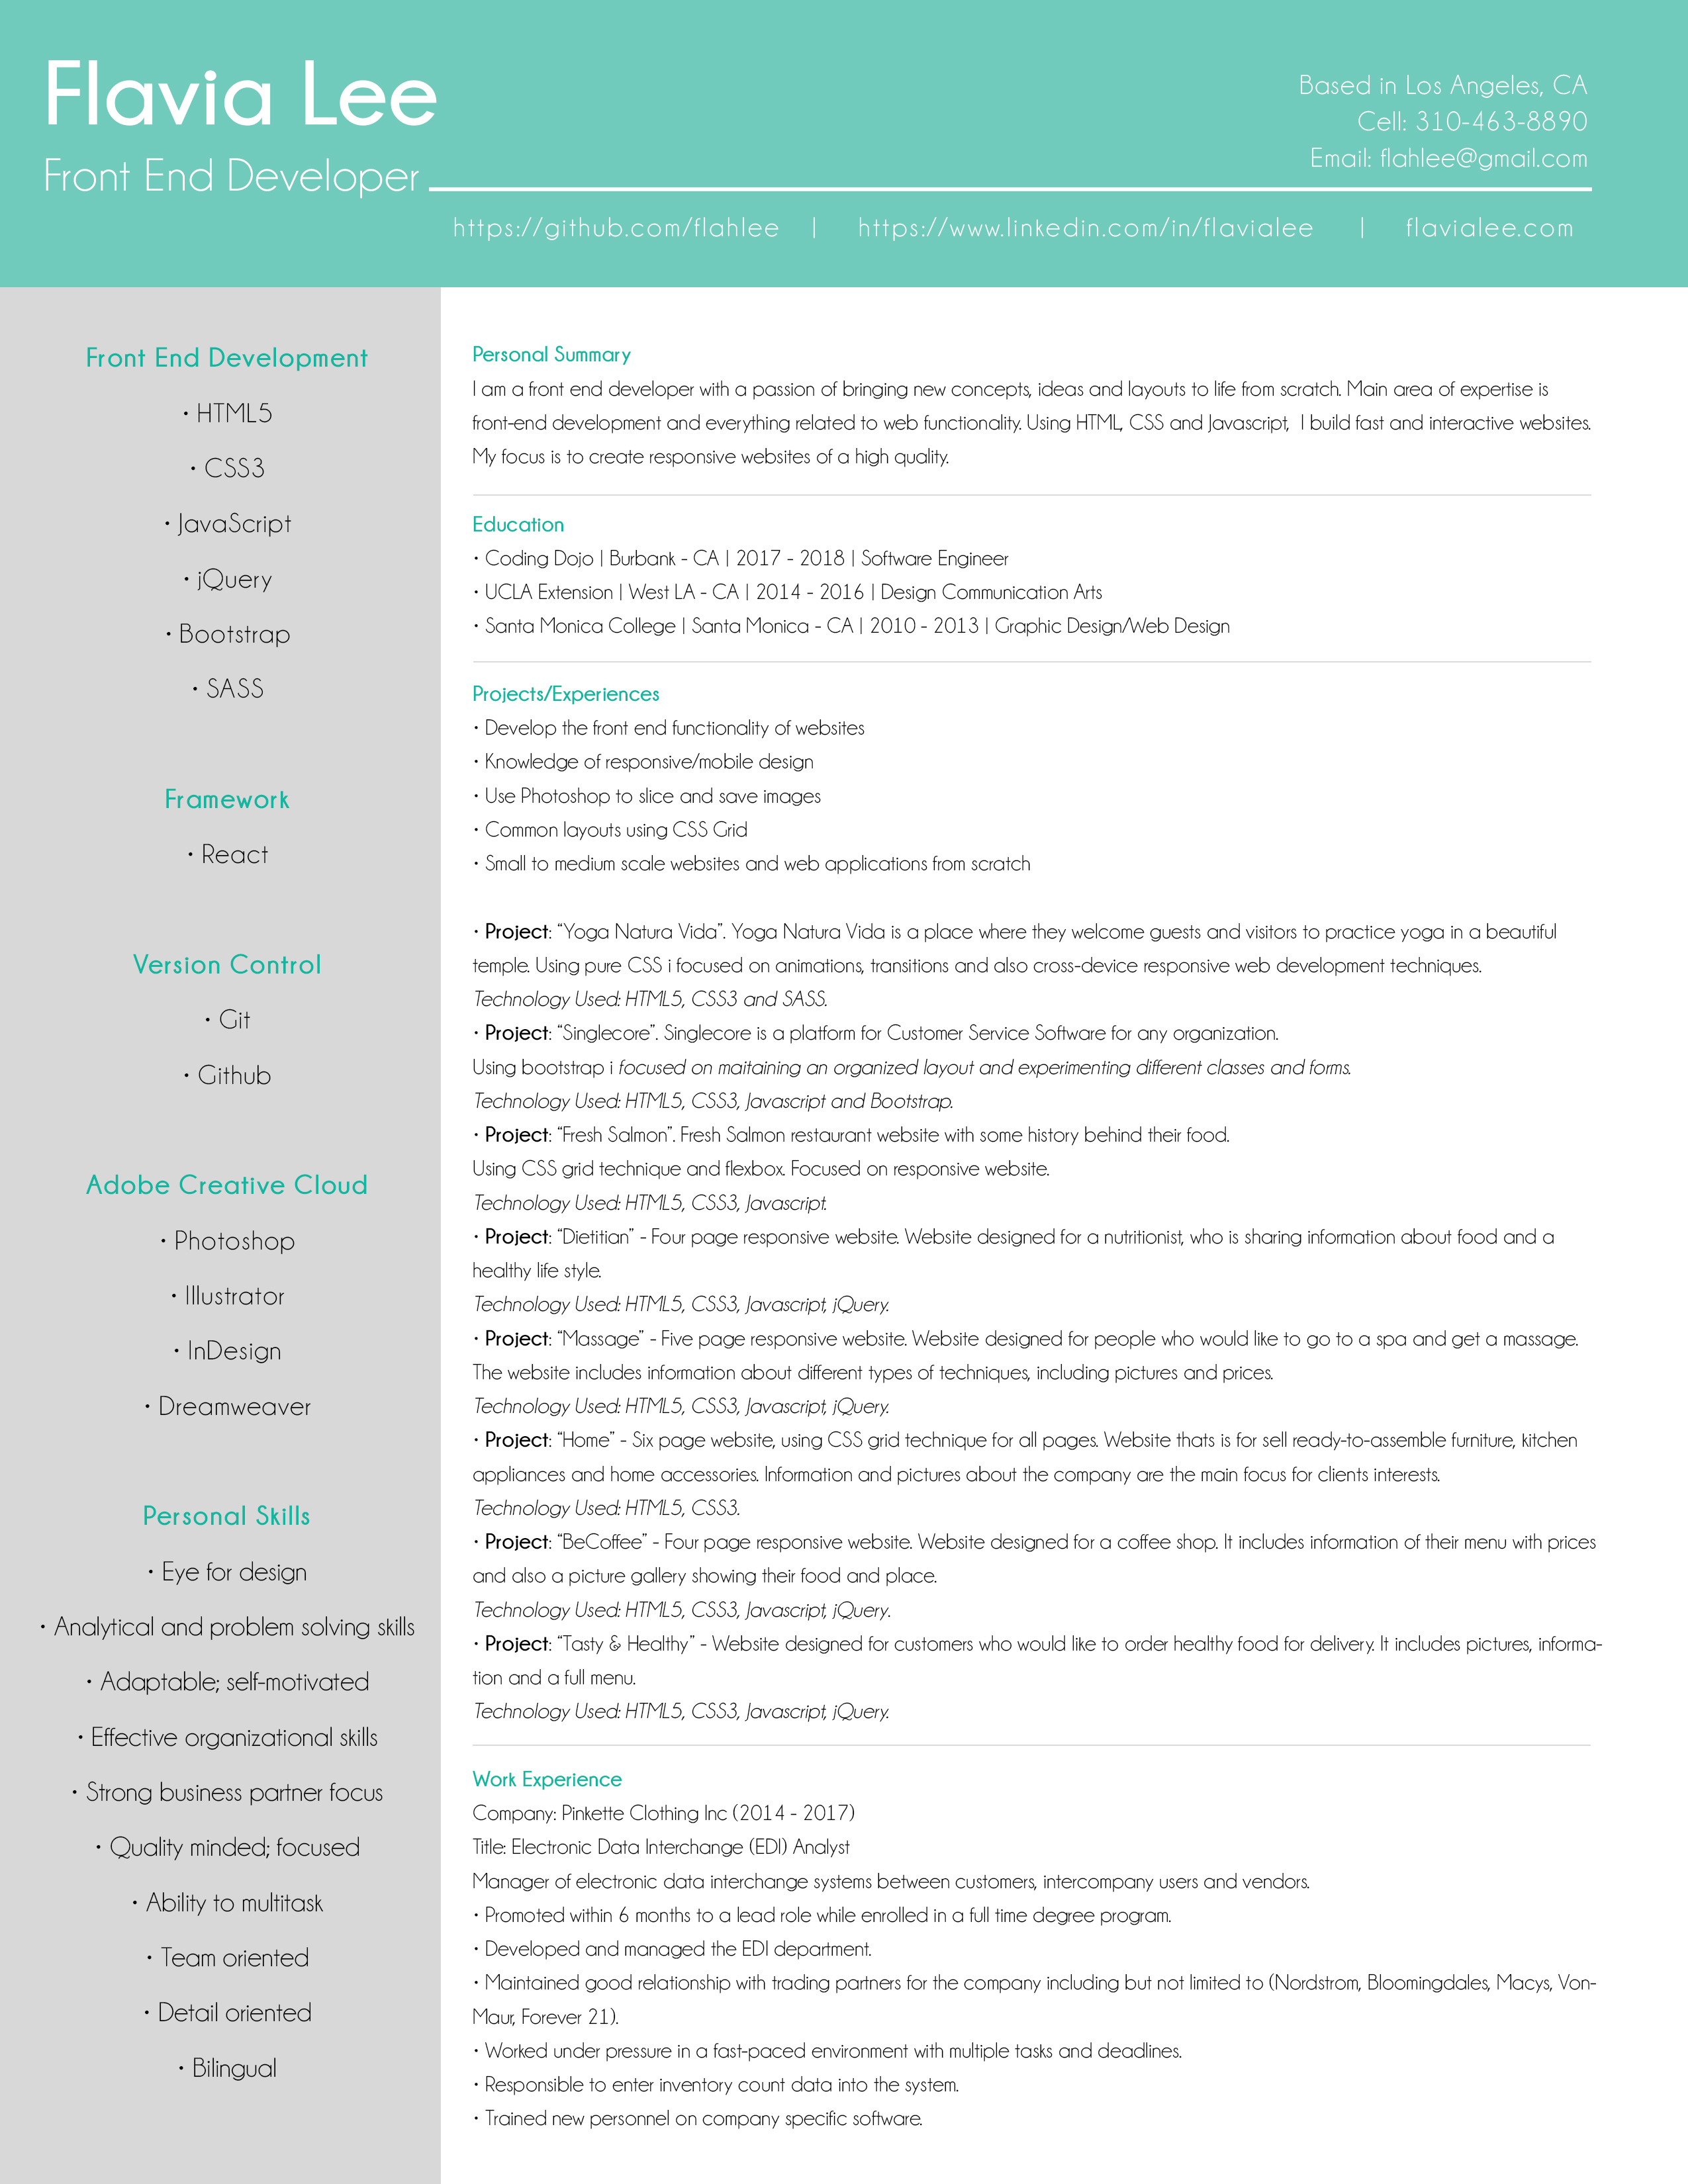 Flavia Lee
Front End Developer
Based in Los Angeles, CA
Cell: 310-463-8890
Email: flahlee@gmail.com
https://github.com/flahlee | https://www.linkedin.com/in/flavialee | flavialee.com
Front End Development
• HTML5
• CSS3
• JavaScript
• jQuery
• Bootstrap
• SASS
Framework
• React
Version Control
• Git
• Github
Adobe Creative Cloud
• Photoshop
• Illustrator
• InDesign
• Dreamweaver
Personal Skills
• Eye for design
• Analytical and problem solving skills
• Adaptable; self-motivated
• Effective organizational skills
• Strong business partner focus
• Quality minded; focused
• Ability to multitask
• Team oriented
• Detail oriented
• Bilingual
Personal Summary
I am a front end developer with a passion of bringing new concepts, ideas and layouts to life from scratch. Main area of expertise is
front-end development and everything related to web functionality. Using HTML, CSS and Javascript,  I build fast and interactive websites.
My focus is to create responsive websites of a high quality.
Education
• Coding Dojo | Burbank - CA | 2017 - 2018 | Software Engineer
• UCLA Extension | West LA - CA | 2014 - 2016 | Design Communication Arts
• Santa Monica College | Santa Monica - CA | 2010 - 2013 | Graphic Design/Web Design
Projects/Experiences
• Develop the front end functionality of websites
• Knowledge of responsive/mobile design
• Use Photoshop to slice and save images
• Common layouts using CSS Grid
• Small to medium scale websites and web applications from scratch
• Project: “Yoga Natura Vida”. Yoga Natura Vida is a place where they welcome guests and visitors to practice yoga in a beautiful
temple. Using pure CSS i focused on animations, transitions and also cross-device responsive web development techniques.
Technology Used: HTML5, CSS3 and SASS.
• Project: “Singlecore”. Singlecore is a platform for Customer Service Software for any organization.
Using bootstrap i focused on maitaining an organized layout and experimenting different classes and forms.
Technology Used: HTML5, CSS3, Javascript and Bootstrap.
• Project: “Fresh Salmon”. Fresh Salmon restaurant website with some history behind their food.
Using CSS grid technique and flexbox. Focused on responsive website.
Technology Used: HTML5, CSS3, Javascript.
• Project: “Dietitian” - Four page responsive website. Website designed for a nutritionist, who is sharing information about food and a
healthy life style.
Technology Used: HTML5, CSS3, Javascript, jQuery.
• Project: “Massage” - Five page responsive website. Website designed for people who would like to go to a spa and get a massage.
The website includes information about different types of techniques, including pictures and prices.
Technology Used: HTML5, CSS3, Javascript, jQuery.
• Project: “Home” - Six page website, using CSS grid technique for all pages. Website thats is for sell ready-to-assemble furniture, kitchen
appliances and home accessories. Information and pictures about the company are the main focus for clients interests.
Technology Used: HTML5, CSS3.
• Project: “BeCoffee” - Four page responsive website. Website designed for a coffee shop. It includes information of their menu with prices
and also a picture gallery showing their food and place.
Technology Used: HTML5, CSS3, Javascript, jQuery.
• Project: “Tasty & Healthy” - Website designed for customers who would like to order healthy food for delivery. It includes pictures, informa-
tion and a full menu.
Technology Used: HTML5, CSS3, Javascript, jQuery.
Work Experience
Company: Pinkette Clothing Inc (2014 - 2017)
Title: Electronic Data Interchange (EDI) Analyst
Manager of electronic data interchange systems between customers, intercompany users and vendors.
• Promoted within 6 months to a lead role while enrolled in a full time degree program.
• Developed and managed the EDI department.
• Maintained good relationship with trading partners for the company including but not limited to (Nordstrom, Bloomingdales, Macys, Von-
Maur, Forever 21).
• Worked under pressure in a fast-paced environment with multiple tasks and deadlines.
• Responsible to enter inventory count data into the system.
• Trained new personnel on company specific software.